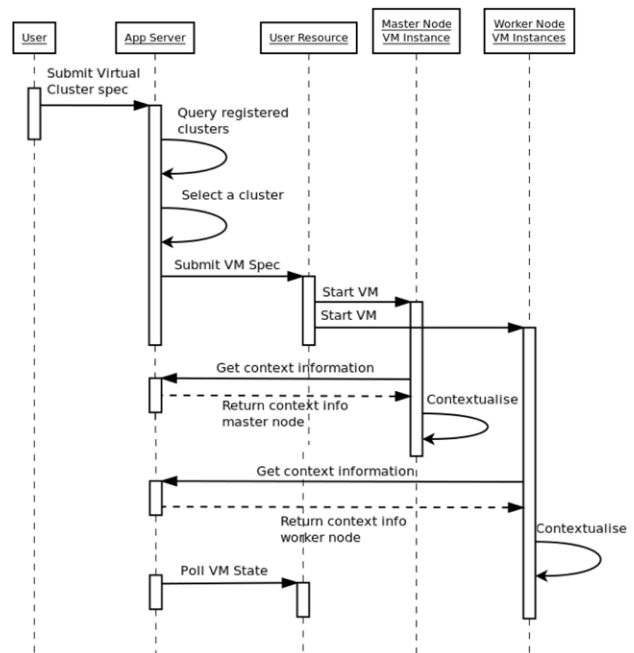 User
App Server
User Resource
Master Node
VM Instance
Worker Node
VM Instances
Submit Virtual
Cluster spec
Query registered
clusters
Select a cluster
Submit VM Spec
Start VM
Start VM
Get context information
Return context info
master node
Contextualise
Get context information
Return context info
worker node
Contextualise
Poll VM State